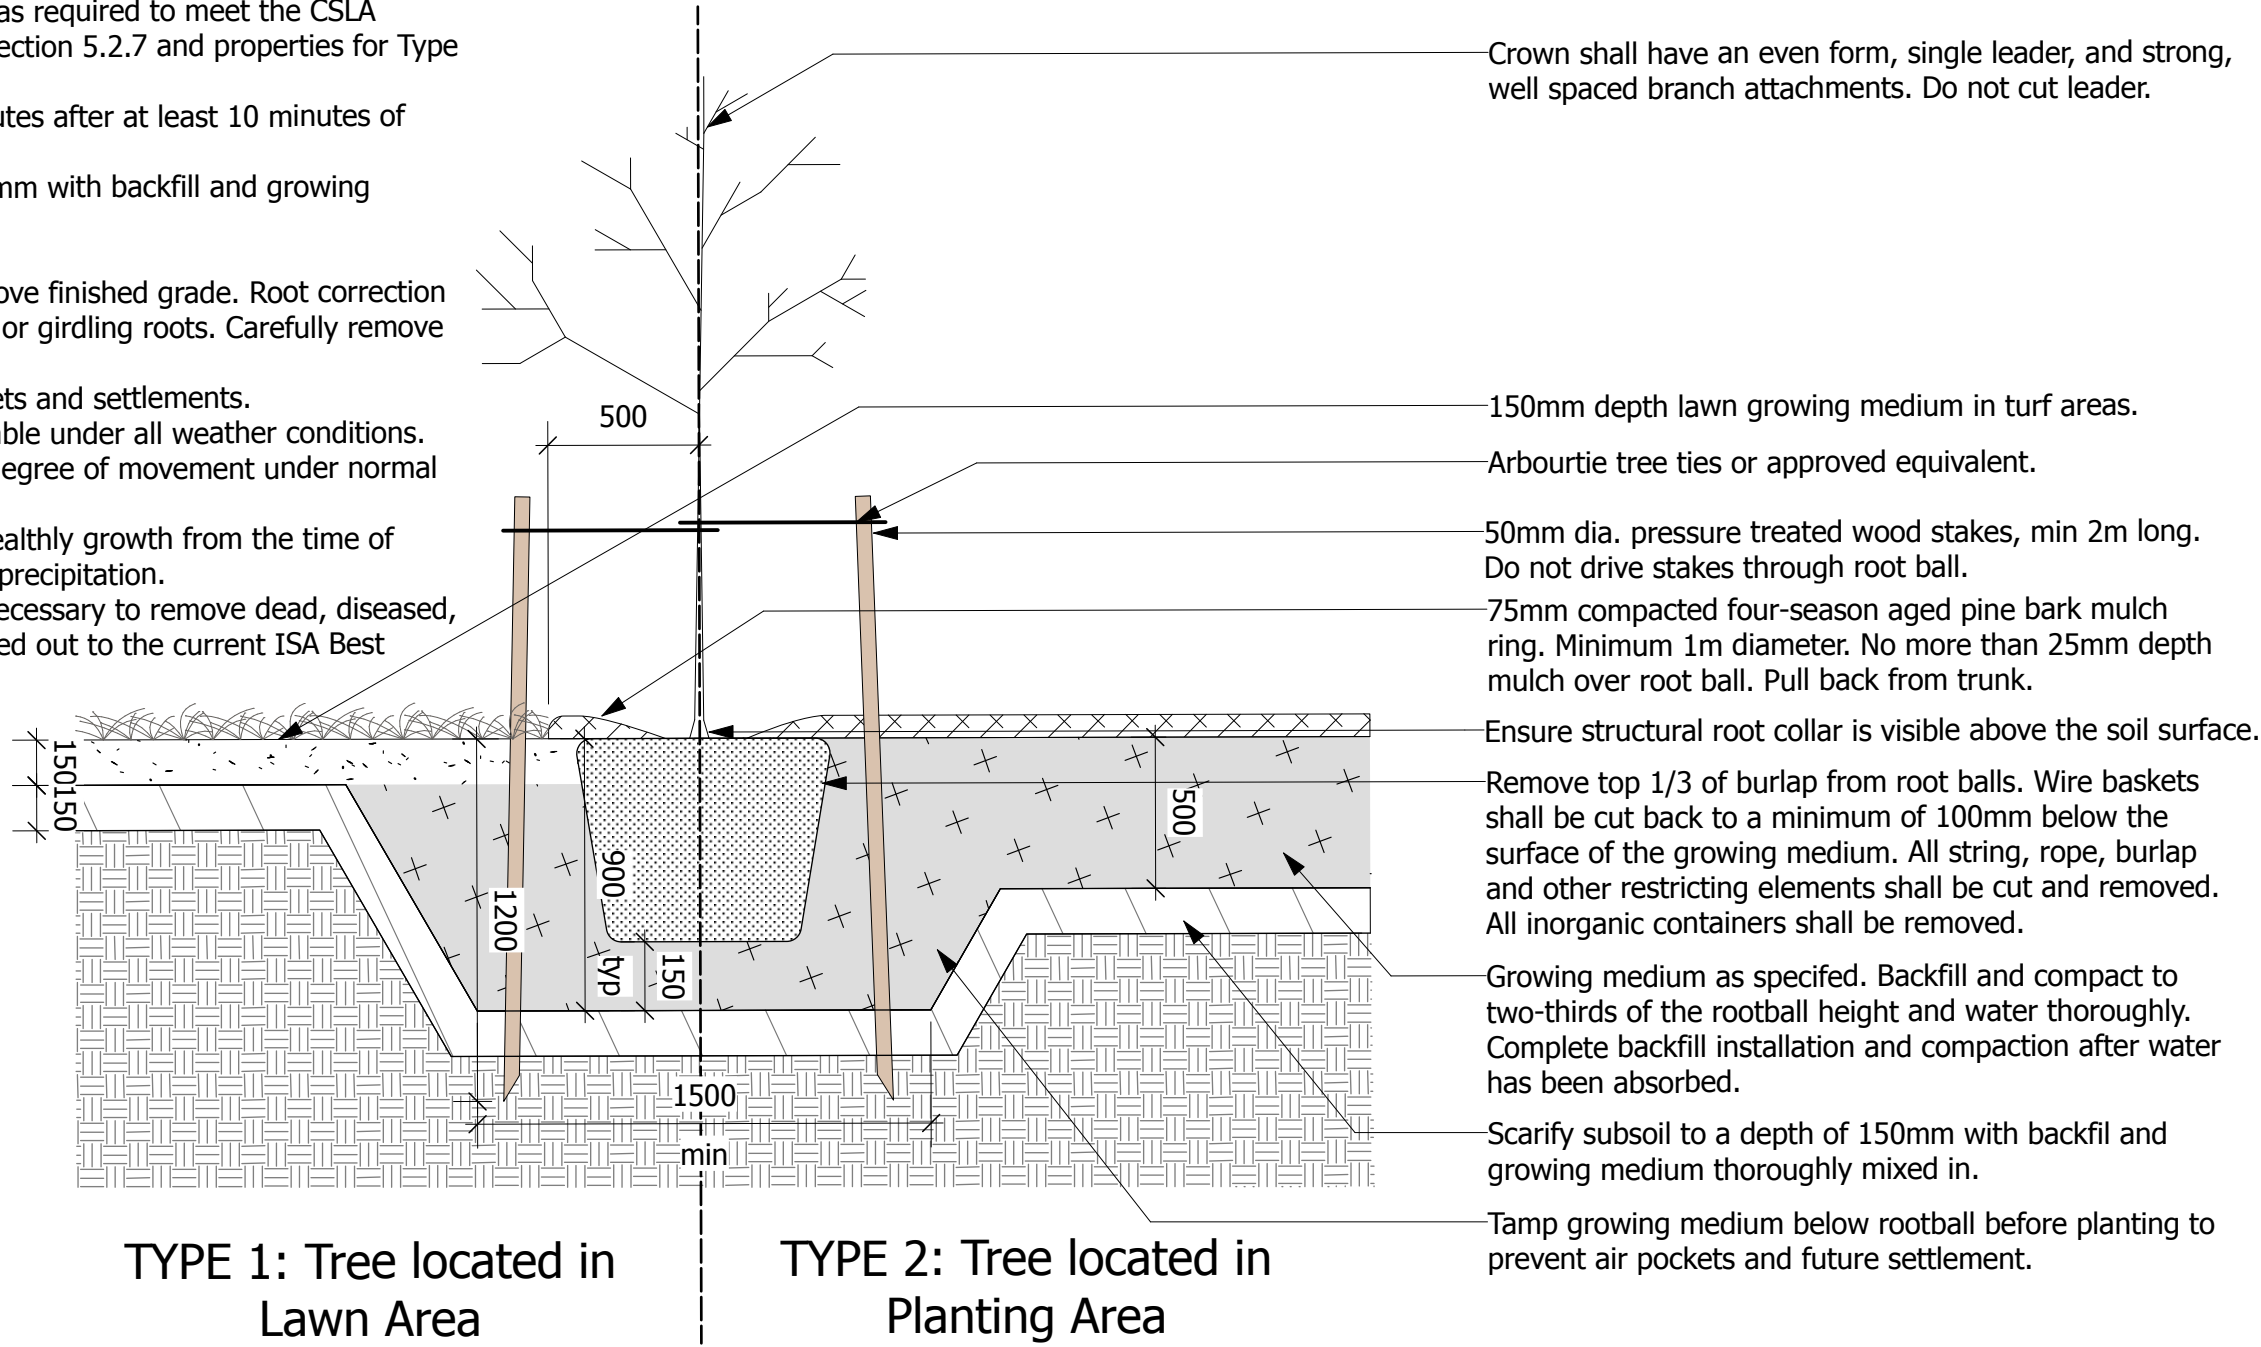 as required to meet the CSLA
ection 5.2.7 and properties for Type
utes after at least 10 minutes of
mm with backfill and growing
ove finished grade. Root correction
or girdling roots. Carefully remove
ets and settlements.
able under all weather conditions.
egree of movement under normal
ealthly growth from the time of
precipitation.
ecessary to remove dead, diseased,
ed out to the current ISA Best
Crown shall have an even form, single leader, and strong,
well spaced branch attachments. Do not cut leader.
150mm depth lawn growing medium in turf areas.
Arbourtie tree ties or approved equivalent.
50mm dia. pressure treated wood stakes, min 2m long.
Do not drive stakes through root ball.
75mm compacted four-season aged pine bark mulch
ring. Minimum 1m diameter. No more than 25mm depth
mulch over root ball. Pull back from trunk.
Ensure structural root collar is visible above the soil surface.
Remove top 1/3 of burlap from root balls. Wire baskets
shall be cut back to a minimum of 100mm below the
surface of the growing medium. All string, rope, burlap
and other restricting elements shall be cut and removed.
All inorganic containers shall be removed.
Growing medium as specifed. Backfill and compact to
two-thirds of the rootball height and water thoroughly.
Complete backfill installation and compaction after water
has been absorbed.
Scarify subsoil to a depth of 150mm with backfil and
growing medium thoroughly mixed in.
Tamp growing medium below rootball before planting to
prevent air pockets and future settlement.
500
150
150
1200
900
typ
150
500
1500
min
TYPE 1: Tree located in
Lawn Area
TYPE 2: Tree located in
Planting Area